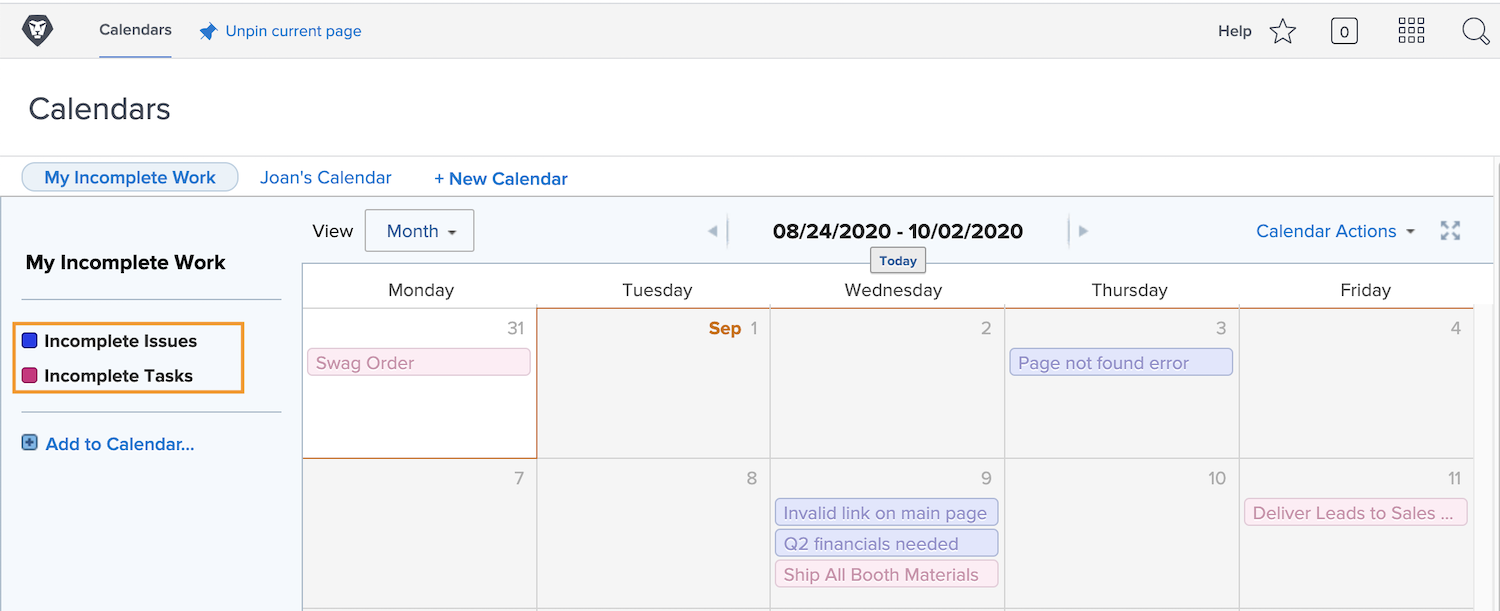 Calendars Unpin current page Help 0
Calendars
My Incomplete Work Joan's Calendar + New Calendar
View Month 08/24/2020 - 10/02/2020 Calendar Actions
Today
My Incomplete Work
Incomplete Issues
Incomplete Tasks
Add to Calendar...
Monday Tuesday Wednesday Thursday Friday
31 Sep 1 2 3 4
Swag Order Page not found error
7 8 9 10 11
Invalid link on main page Deliver Leads to Sales ...
Q2 financials needed
Ship All Booth Materials